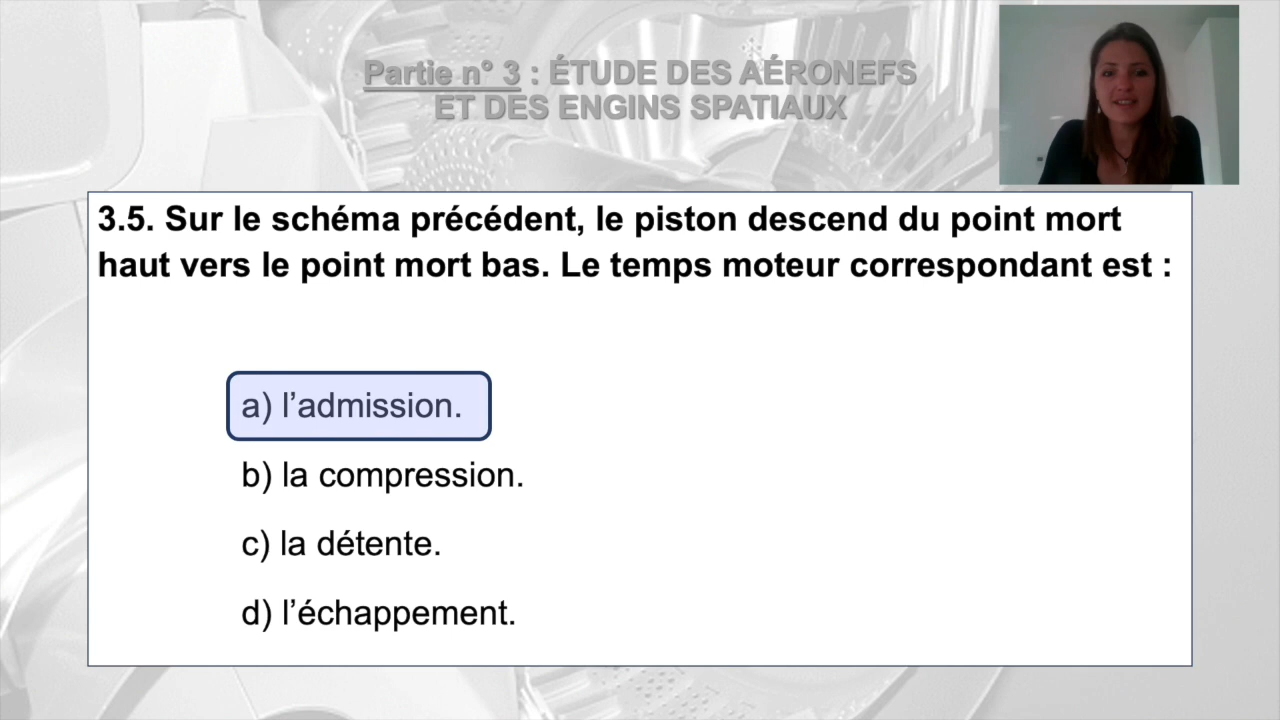 Partie n° 3 : ÉTUDE DES AÉRONEFS
ET DES ENGINS SPATIAUX
3.5. Sur le schéma précédent, le piston descend du point mort
haut vers le point mort bas. Le temps moteur correspondant est :
a) l’admission.
b) la compression.
c) la détente.
d) l’échappement.